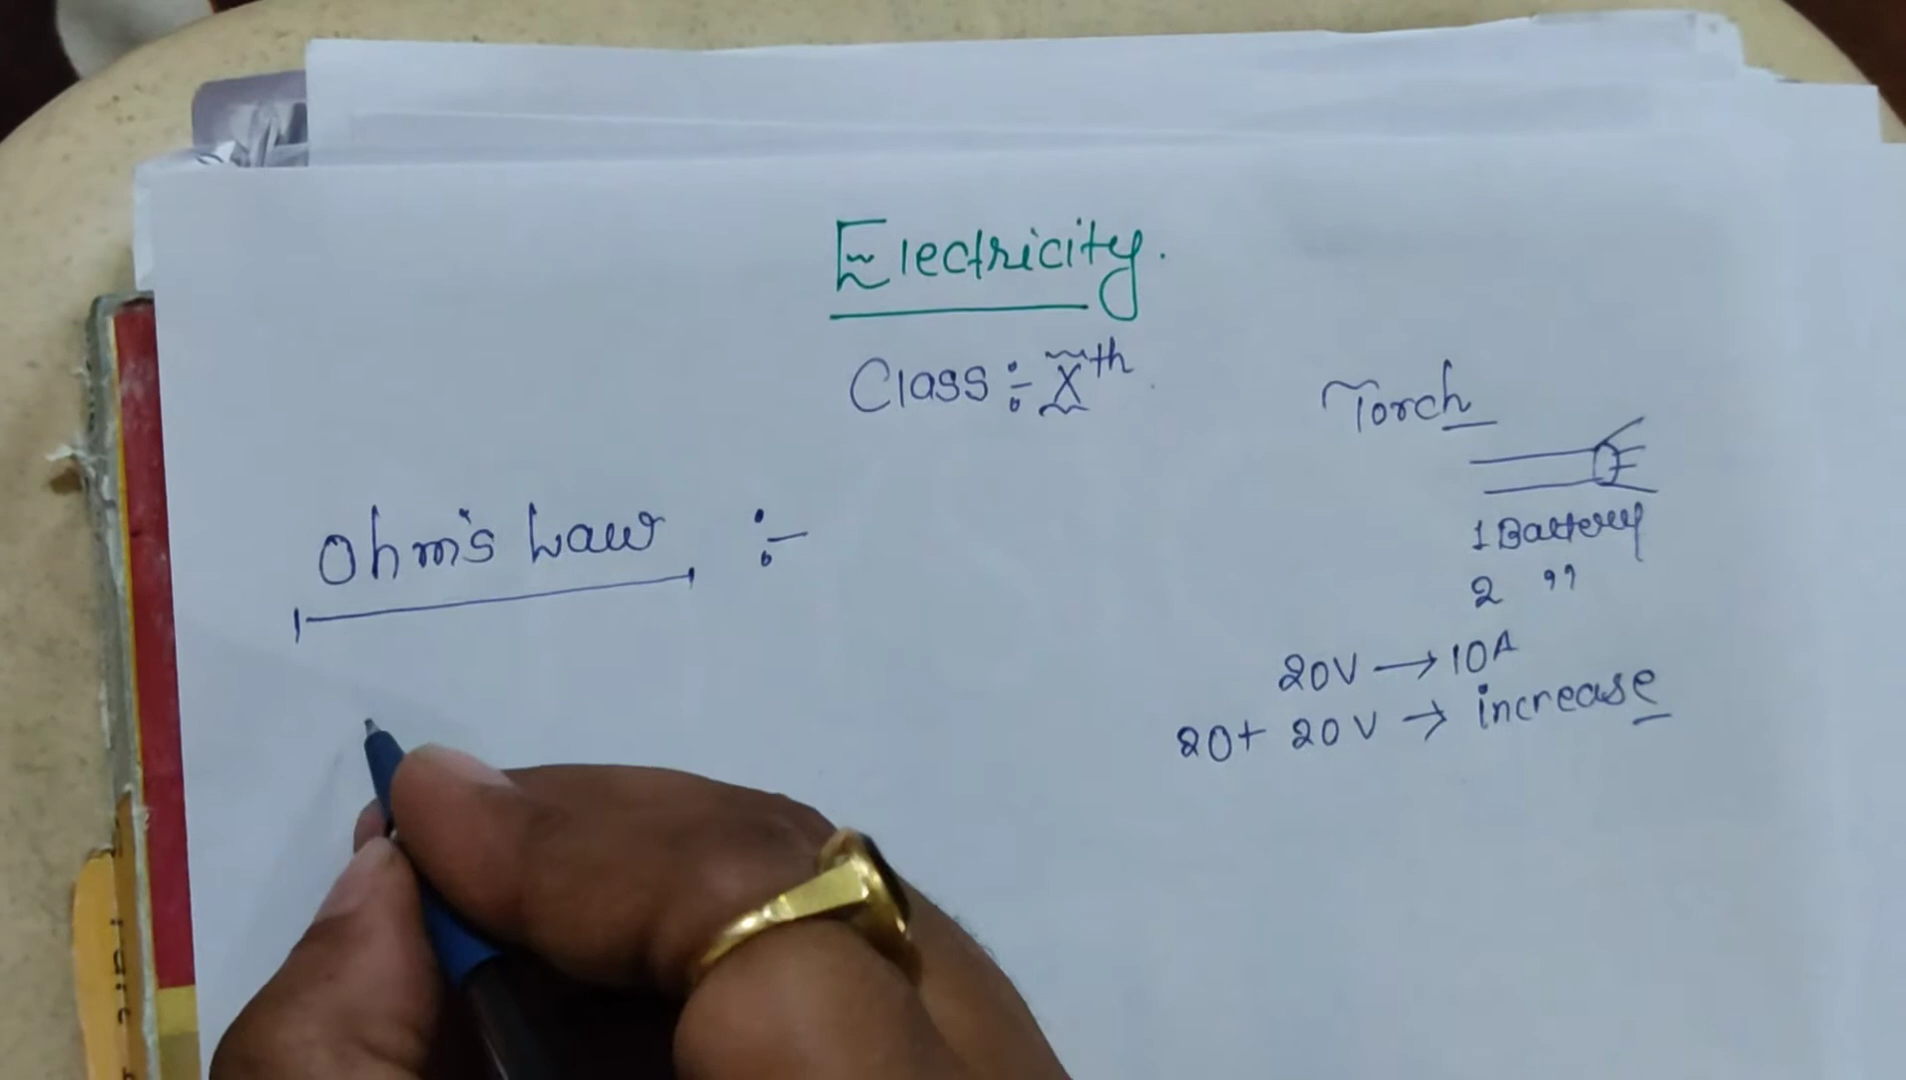 Electricity.
Class :- Xth
Torch
Ohm's Law :-
1 Battery
2 ,,
20V → 10A
20+ 20V → increase